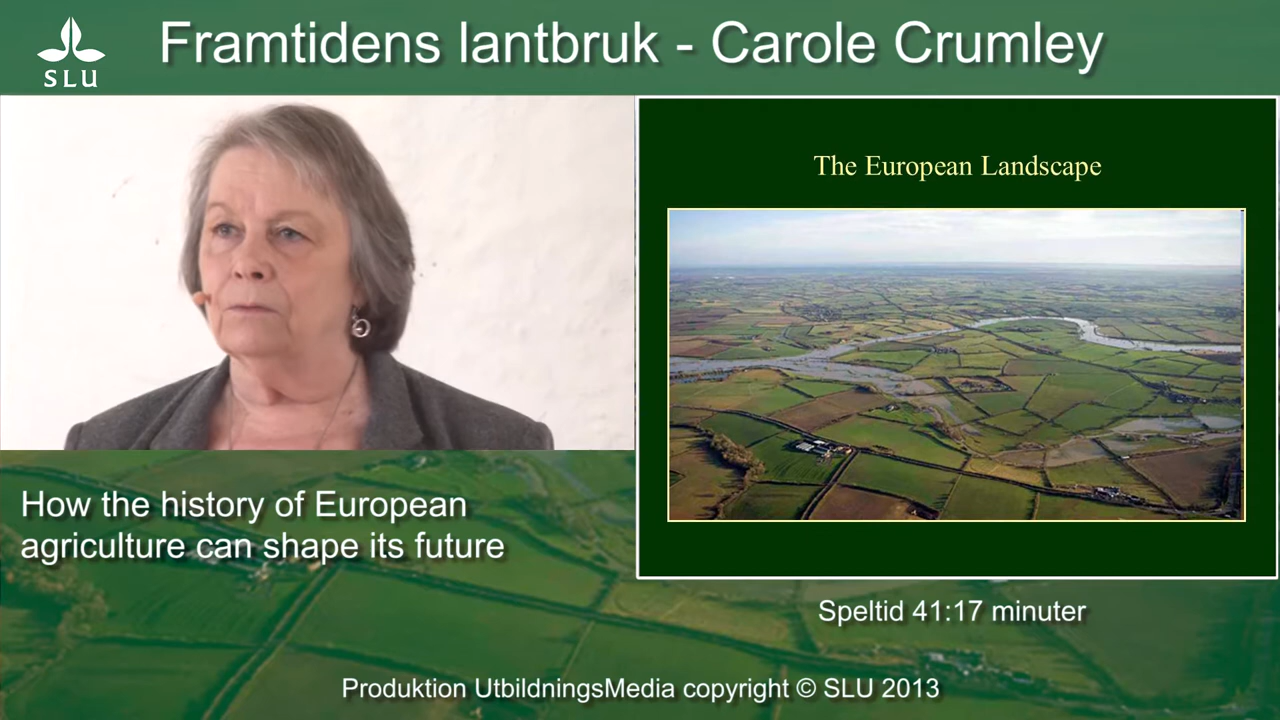 SLU
Framtidens lantbruk - Carole Crumley
The European Landscape
How the history of European
agriculture can shape its future
Speltid 41:17 minuter
Produktion UtbildningsMedia copyright © SLU 2013